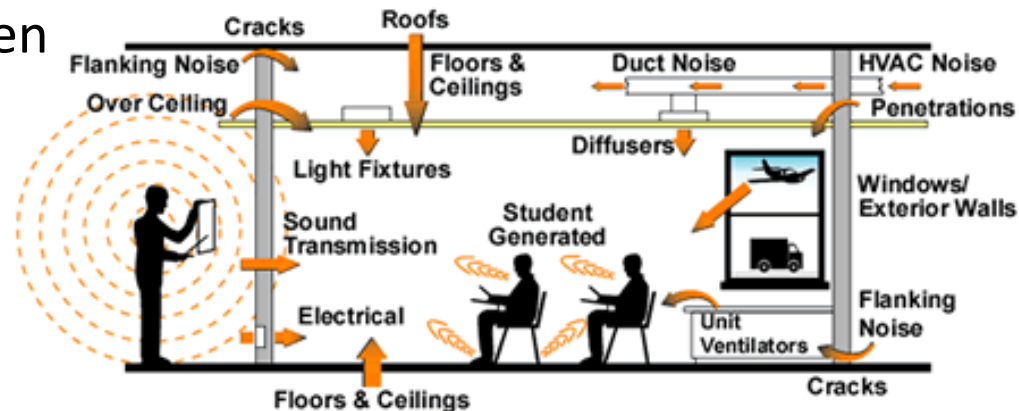 en
Cracks
Roofs
Flanking Noise
Floors &
Ceilings
Duct Noise
HVAC Noise
Over Ceiling
Penetrations
Diffusers
Light Fixtures
Windows/
Exterior Walls
Sound
Transmission
Student
Generated
Electrical
Unit
Ventilators
Flanking
Noise
Cracks
Floors & Ceilings